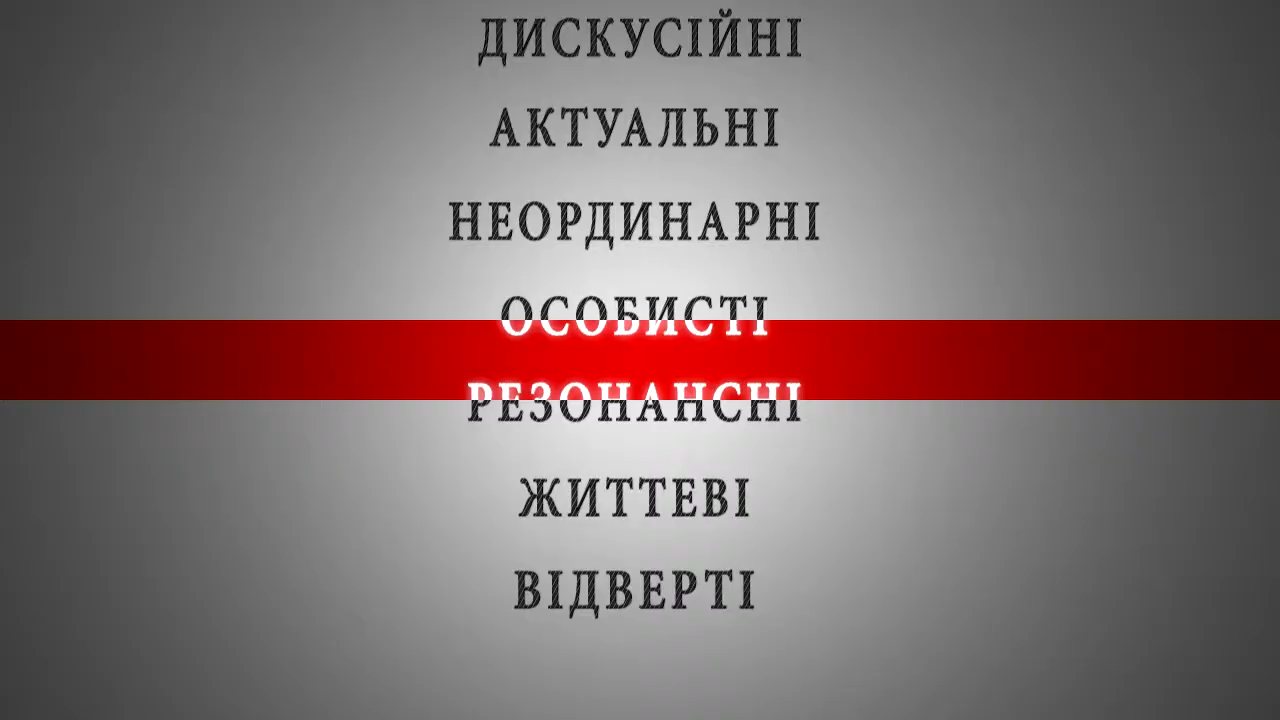 ДИСКУСІЙНІ
АКТУАЛЬНІ
НЕОРДИНАРНІ
ОСОБИСТІ
РЕЗОНАНСНІ
ЖИТТЕВІ
ВІДВЕРТІ